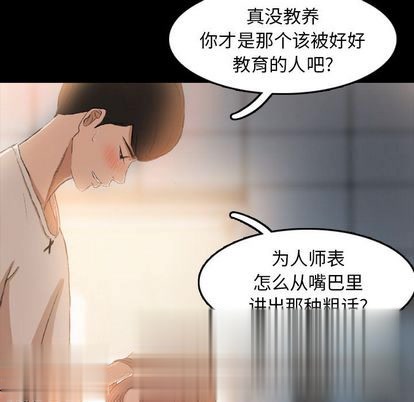 真没教养
你才是那个该被好好
教育的人吧?
为人师表
怎么从嘴巴里
讲出那种粗话?